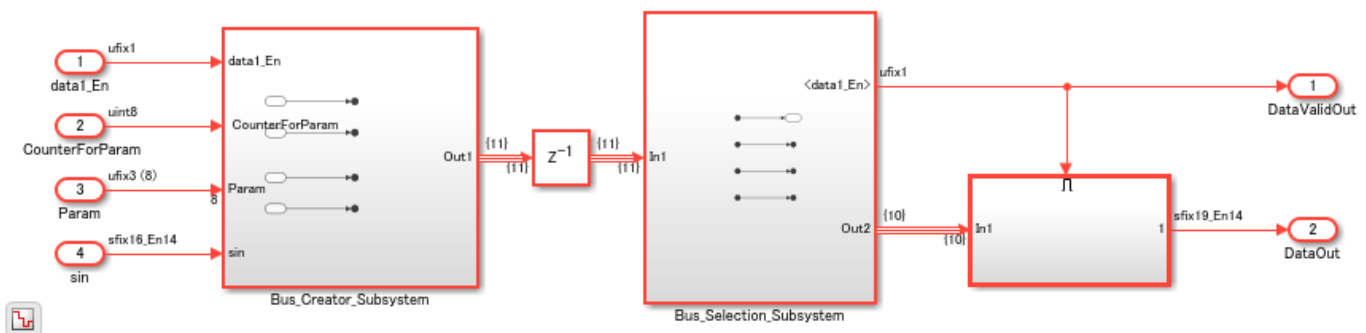 1
ufix1
data1_En
2
uint8
CounterForParam
3
ufix3 (8)
8
Param
4
sfix16_En14
sin
data1_En
CounterForParam
Param
sin
Out1
Bus_Creator_Subsystem
{11}
{11}
z-1
{11}
{11}
In1
<data1_En>
Out2
Bus_Selection_Subsystem
ufix1
{10}
{10}
In1
1
sfix19_En14
1
DataValidOut
2
DataOut